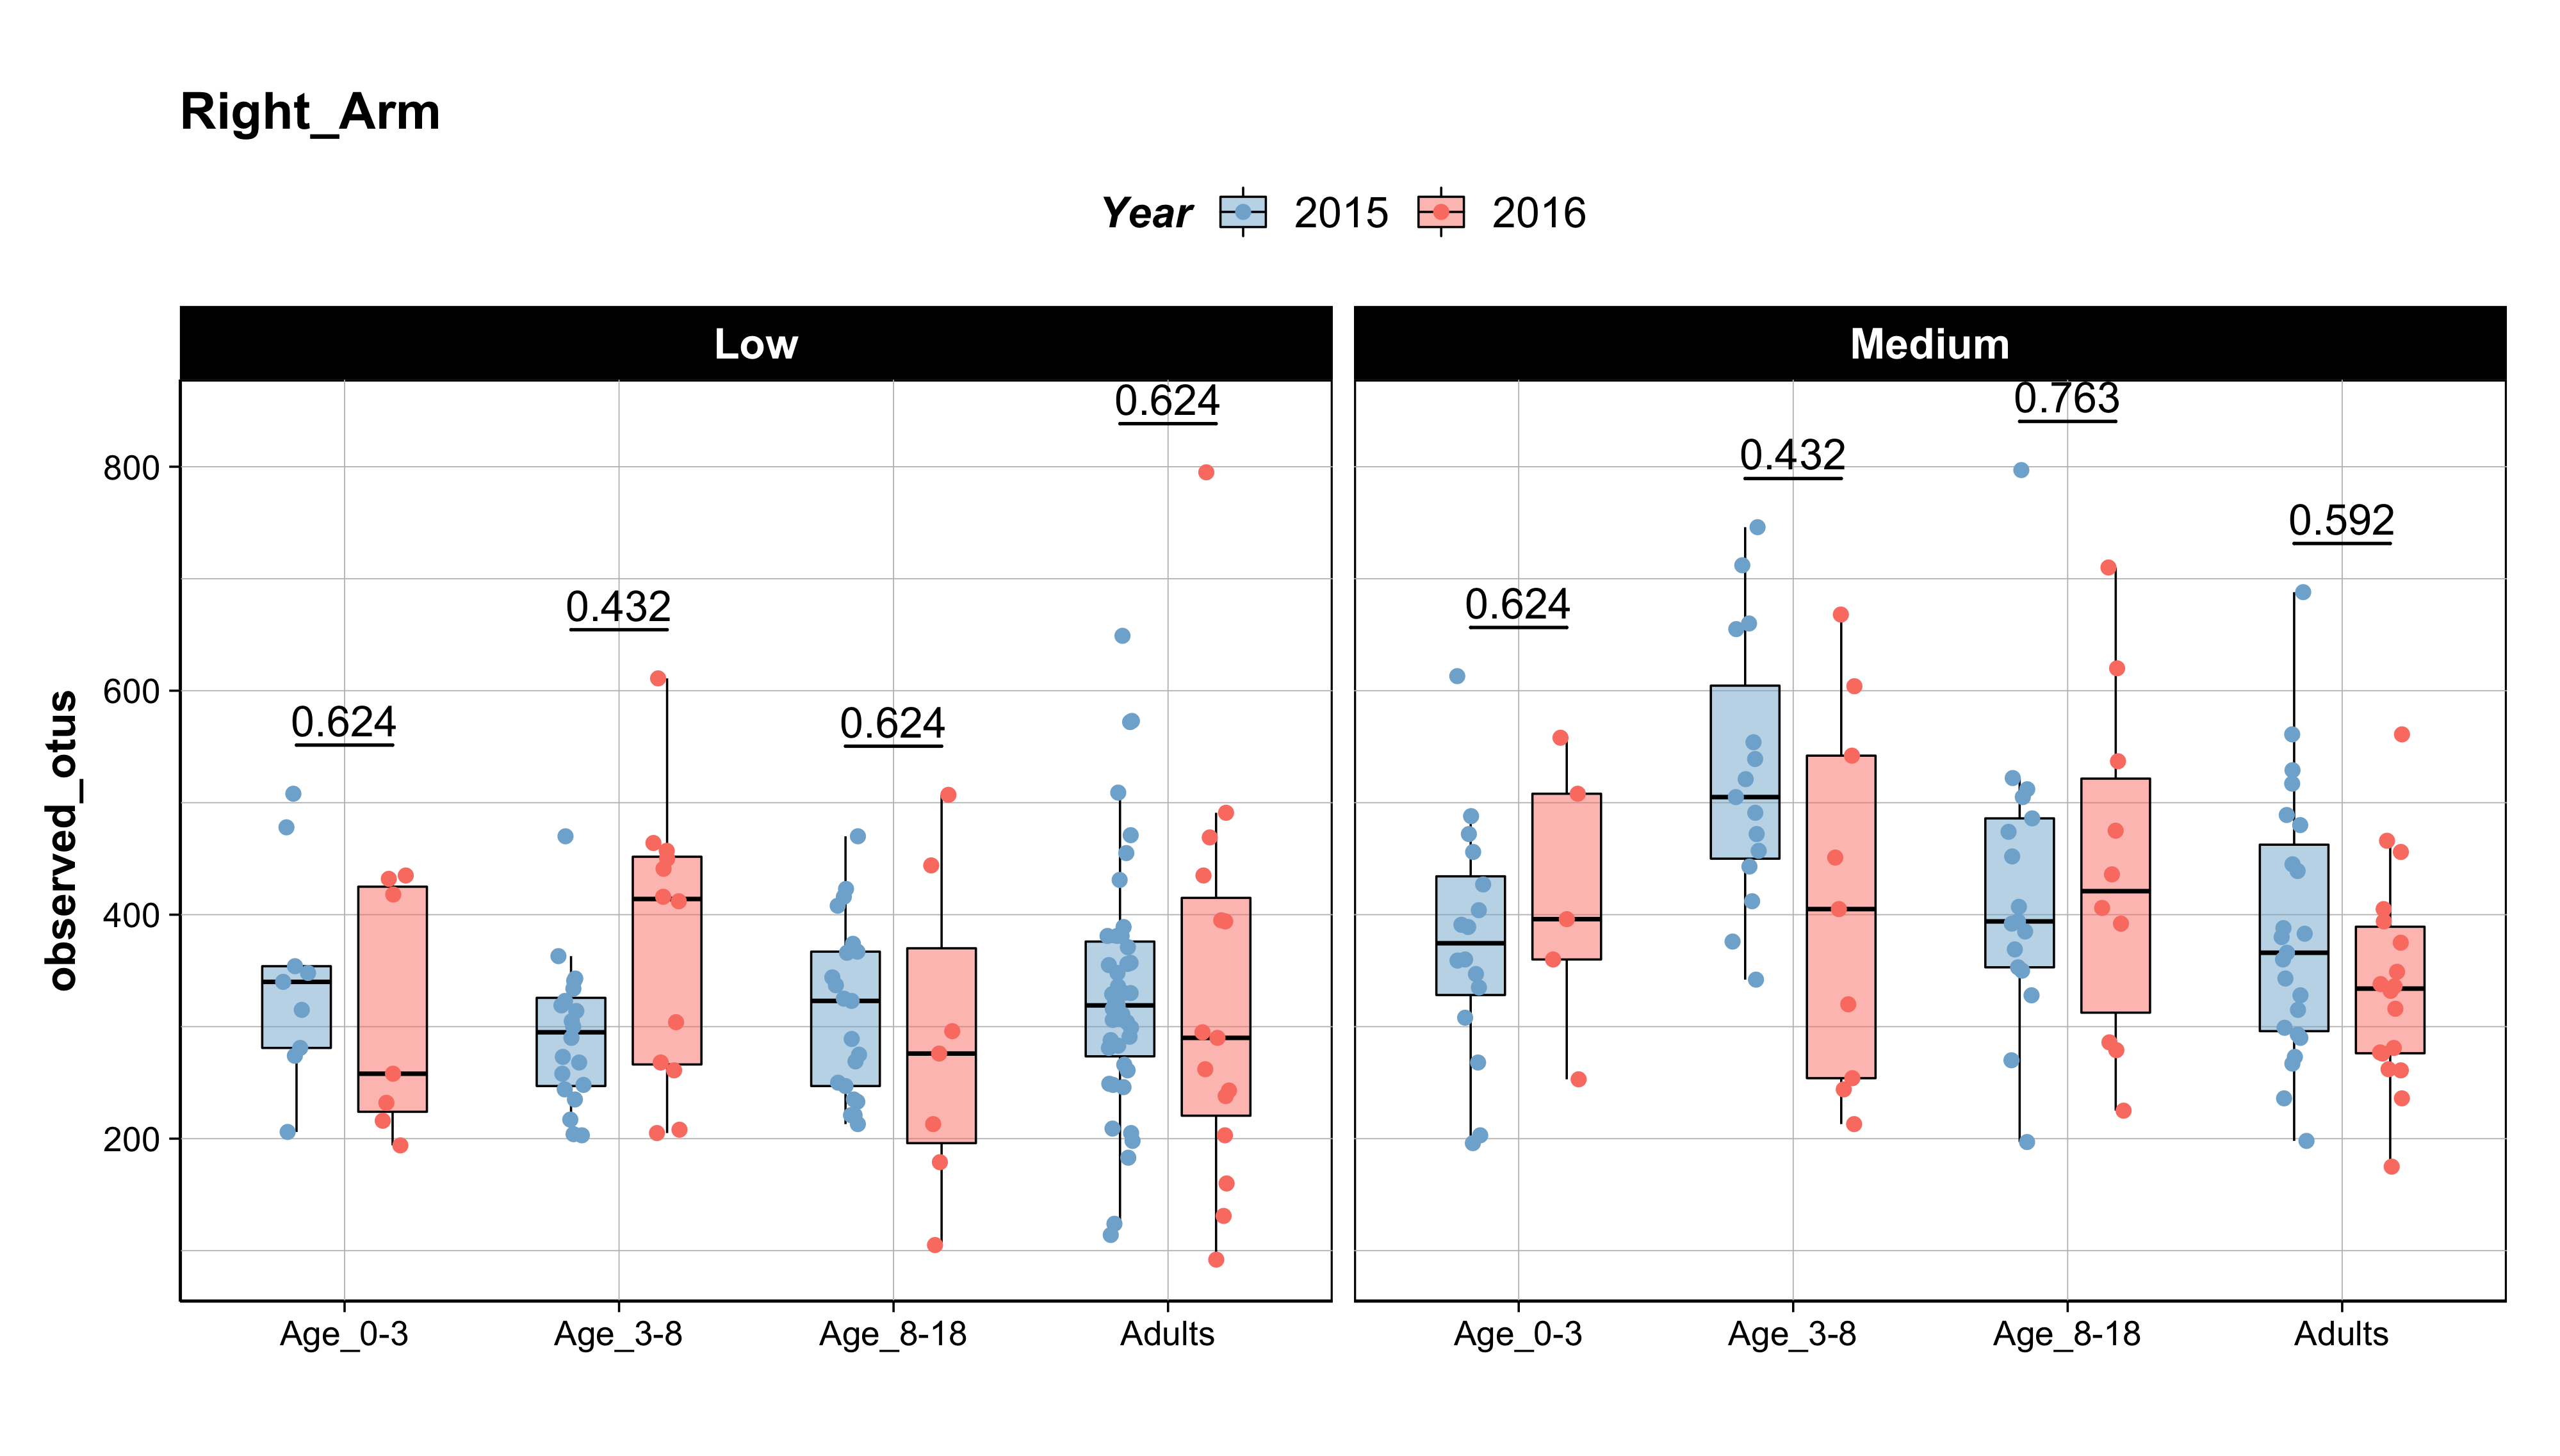 Right_Arm
Year 2015 2016
Low Medium
0.624 0.432 0.624 0.624 0.624 0.432 0.763 0.592
observed_otus
800
600
400
200
Age_0-3 Age_3-8 Age_8-18 Adults Age_0-3 Age_3-8 Age_8-18 Adults